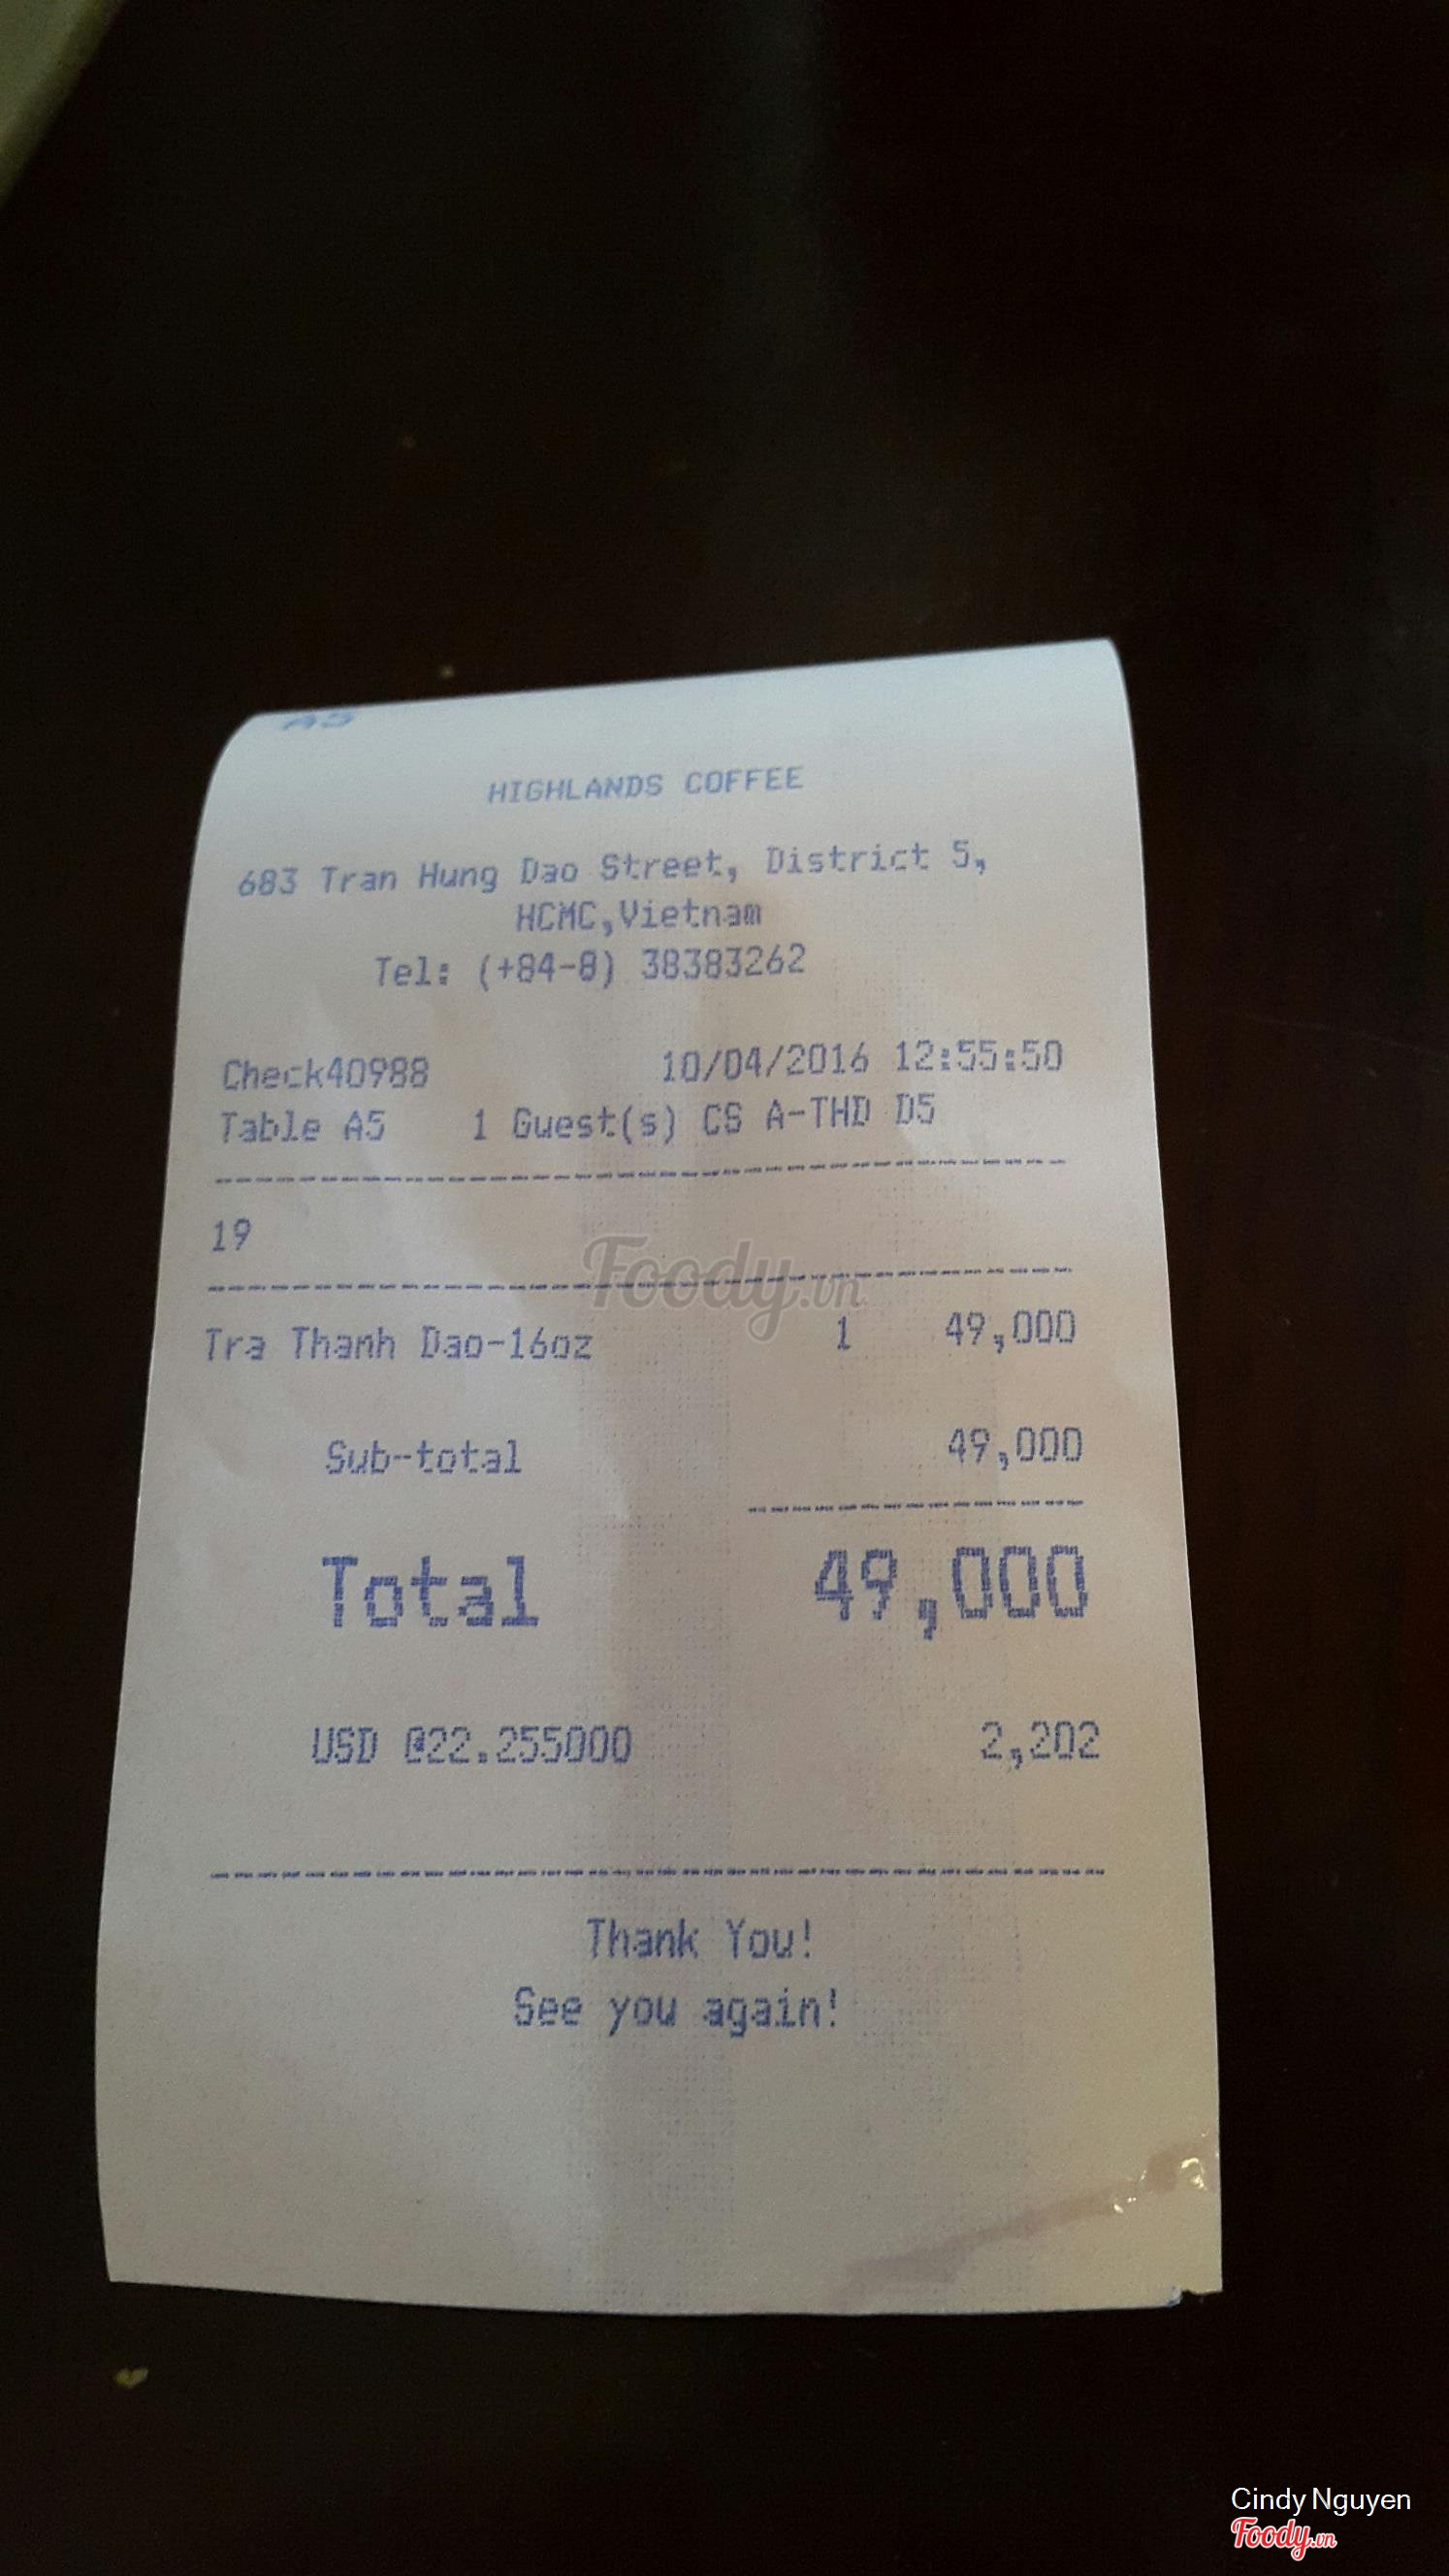 A5
HIGHLANDS COFFEE
683 Tran Hung Dao Street, District 5,
HCMC,Vietnam
Tel: (+84-8) 38383262
Check40988 10/04/2016 12:55:50
Table A5 1 Guest(s) CS A-THD D5
19
Foody.vn
Tra Thanh Dao-16oz 1 49,000
Sub-total 49,000
Total 49,000
USD @22.255000 2,202
Thank You!
See you again!
Cindy Nguyen
Foody.vn